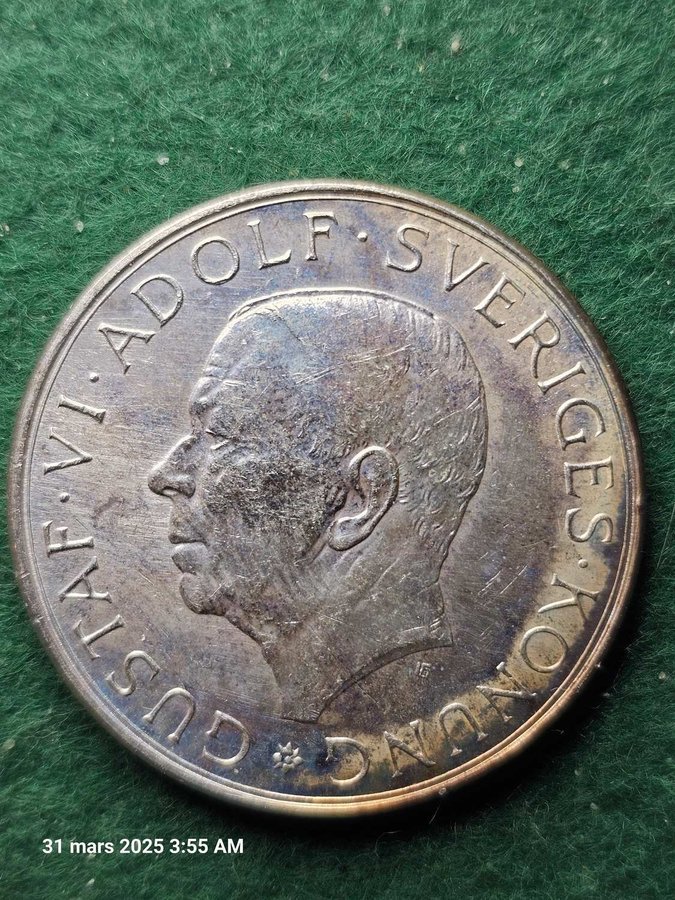 GUSTAF·VI·ADOLF·SVERIGES·KONUNG
31 mars 2025 3:55 AM